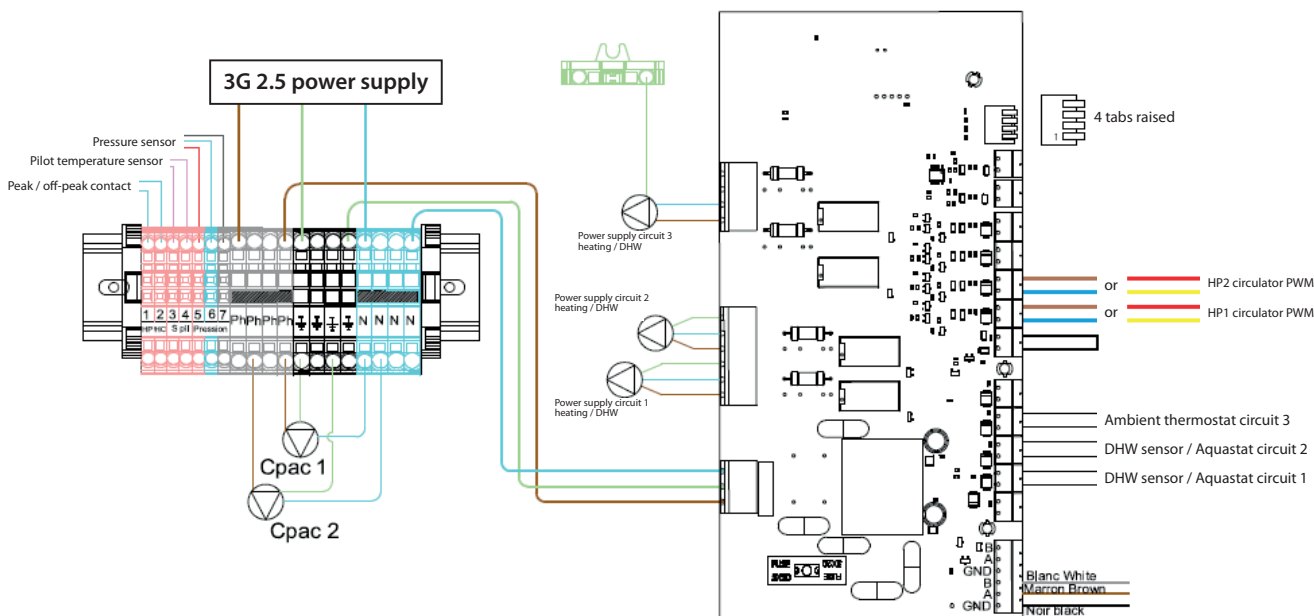 3G 2.5 power supply
Pressure sensor
Pilot temperature sensor
Peak / off-peak contact
1 2 3 4 5 6 7 Ph Ph Ph Ph N N N N
HP/HC S pil Pression
Cpac 1
Cpac 2
Power supply circuit 3
heating / DHW
Power supply circuit 2
heating / DHW
Power supply circuit 1
heating / DHW
1
4 tabs raised
or
HP2 circulator PWM
or
HP1 circulator PWM
Ambient thermostat circuit 3
DHW sensor / Aquastat circuit 2
DHW sensor / Aquastat circuit 1
B
A
GND
B
Blanc White
A
Marron Brown
GND
Noir black
FUSE